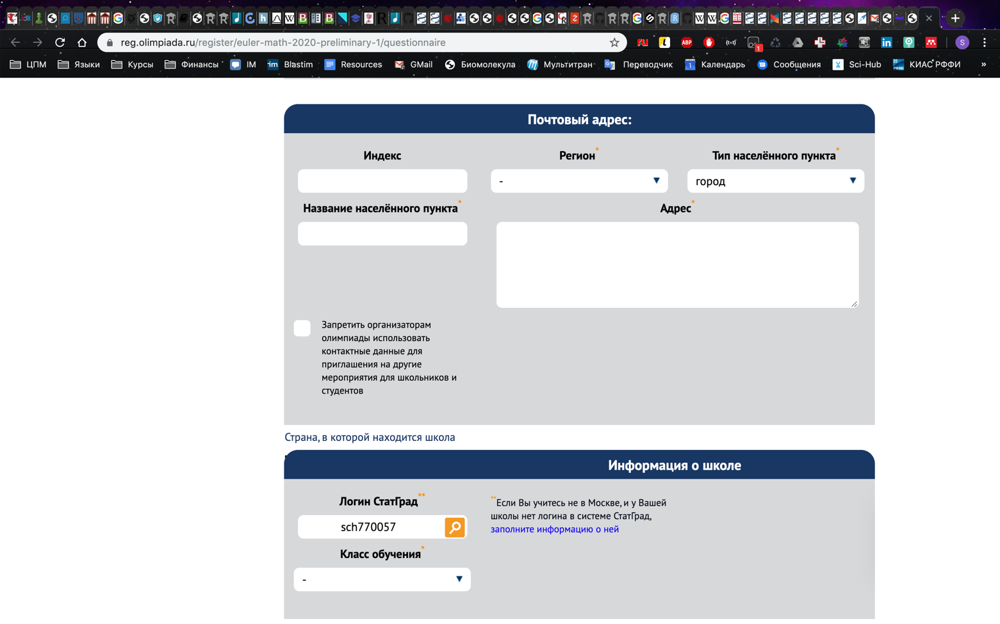 reg.olimpiada.ru/register/euler-math-2020-preliminary-1/questionnaire
ABP
1
S
ЦПМ
Языки
Курсы
Финансы
IM
Blastim
Resources
GMail
Биомолекула
Мультитран
Переводчик
Календарь
Сообщения
Sci-Hub
КИАС РФФИ
»
Почтовый адрес:
Индекс
Регион*
Тип населённого пункта*
-
город
Название населённого пункта*
Адрес*
Запретить организаторам
олимпиады использовать
контактные данные для
приглашения на другие
мероприятия для школьников и
студентов
Страна, в которой находится школа
Информация о школе
Логин СтатГрад**
**Если Вы учитесь не в Москве, и у Вашей
школы нет логина в системе СтатГрад,
заполните информацию о ней
sch770057
Класс обучения*
-